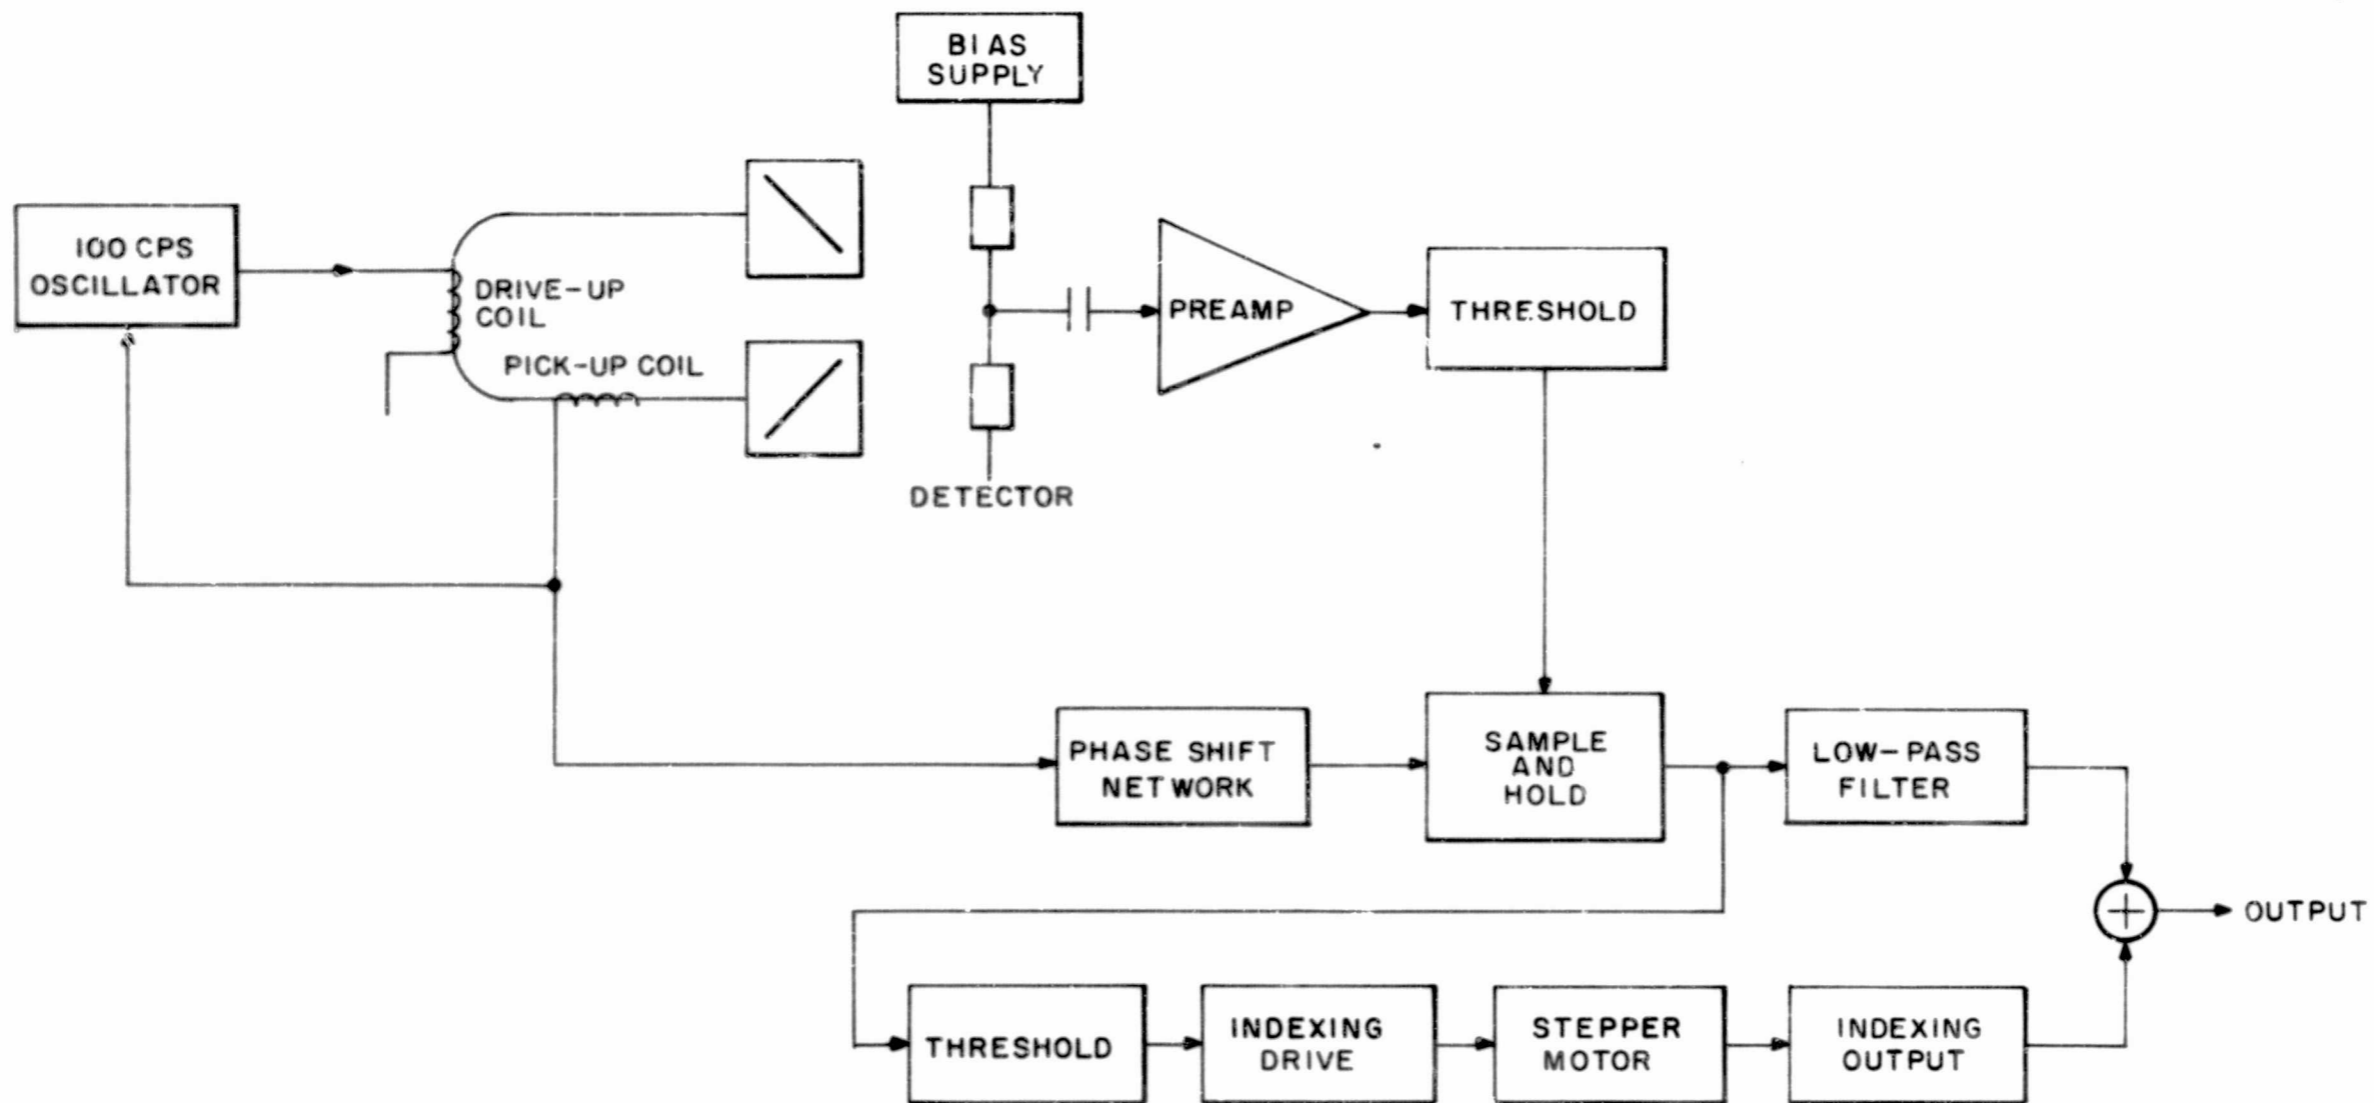 BIAS
SUPPLY
100 CPS
OSCILLATOR
DRIVE-UP
COIL
PICK-UP COIL
PREAMP
THRESHOLD
DETECTOR
PHASE SHIFT
NETWORK
SAMPLE
AND
HOLD
LOW-PASS
FILTER
OUTPUT
THRESHOLD
INDEXING
DRIVE
STEPPER
MOTOR
INDEXING
OUTPUT